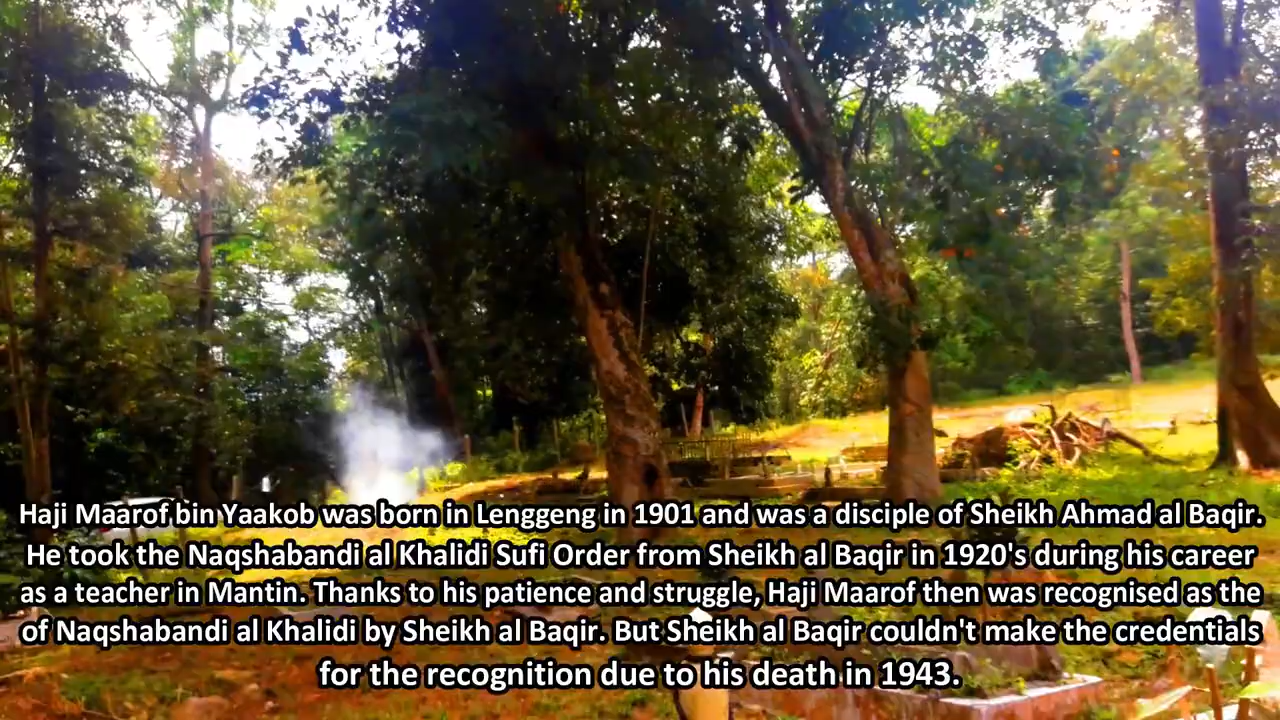 Haji Maarof bin Yaakob was born in Lenggeng in 1901 and was a disciple of Sheikh Ahmad al Baqir.
He took the Naqshabandi al Khalidi Sufi Order from Sheikh al Baqir in 1920's during his career
as a teacher in Mantin. Thanks to his patience and struggle, Haji Maarof then was recognised as the
of Naqshabandi al Khalidi by Sheikh al Baqir. But Sheikh al Baqir couldn't make the credentials
for the recognition due to his death in 1943.